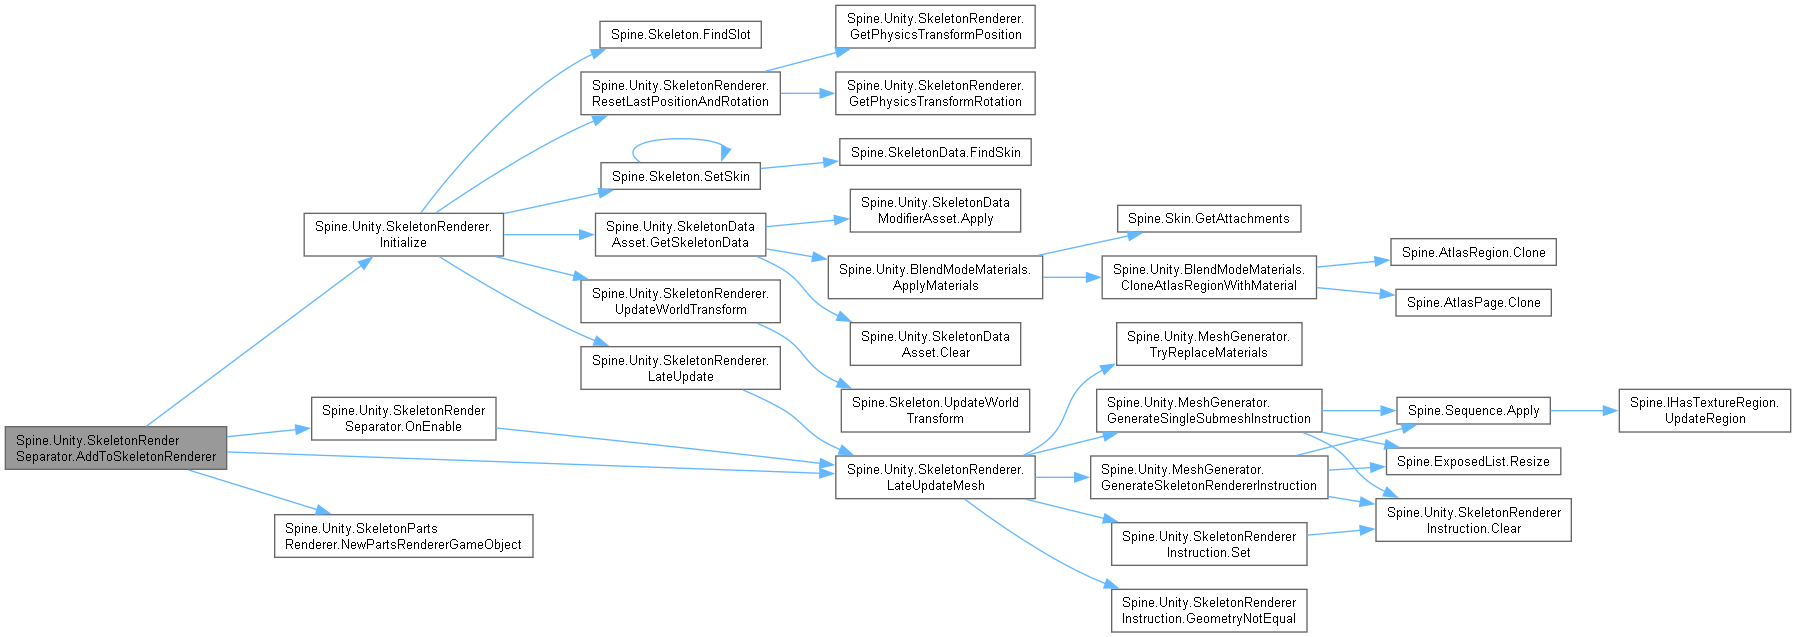 Spine.Unity.SkeletonRender
Separator.AddToSkeletonRenderer
Spine.Unity.SkeletonRenderer.
Initialize
Spine.Unity.SkeletonRender
Separator.OnEnable
Spine.Unity.SkeletonParts
Renderer.NewPartsRendererGameObject
Spine.Skeleton.FindSlot
Spine.Unity.SkeletonRenderer.
ResetLastPositionAndRotation
Spine.Skeleton.SetSkin
Spine.Unity.SkeletonData
Asset.GetSkeletonData
Spine.Unity.SkeletonRenderer.
UpdateWorldTransform
Spine.Unity.SkeletonRenderer.
LateUpdate
Spine.Unity.SkeletonRenderer.
GetPhysicsTransformPosition
Spine.Unity.SkeletonRenderer.
GetPhysicsTransformRotation
Spine.SkeletonData.FindSkin
Spine.Unity.SkeletonData
ModifierAsset.Apply
Spine.Unity.BlendModeMaterials.
ApplyMaterials
Spine.Unity.SkeletonData
Asset.Clear
Spine.Skeleton.UpdateWorld
Transform
Spine.Unity.SkeletonRenderer.
LateUpdateMesh
Spine.Skin.GetAttachments
Spine.Unity.BlendModeMaterials.
CloneAtlasRegionWithMaterial
Spine.Unity.MeshGenerator.
TryReplaceMaterials
Spine.Unity.MeshGenerator.
GenerateSingleSubmeshInstruction
Spine.Unity.MeshGenerator.
GenerateSkeletonRendererInstruction
Spine.Unity.SkeletonRenderer
Instruction.Set
Spine.Unity.SkeletonRenderer
Instruction.GeometryNotEqual
Spine.AtlasRegion.Clone
Spine.AtlasPage.Clone
Spine.Sequence.Apply
Spine.ExposedList.Resize
Spine.Unity.SkeletonRenderer
Instruction.Clear
Spine.IHasTextureRegion.
UpdateRegion